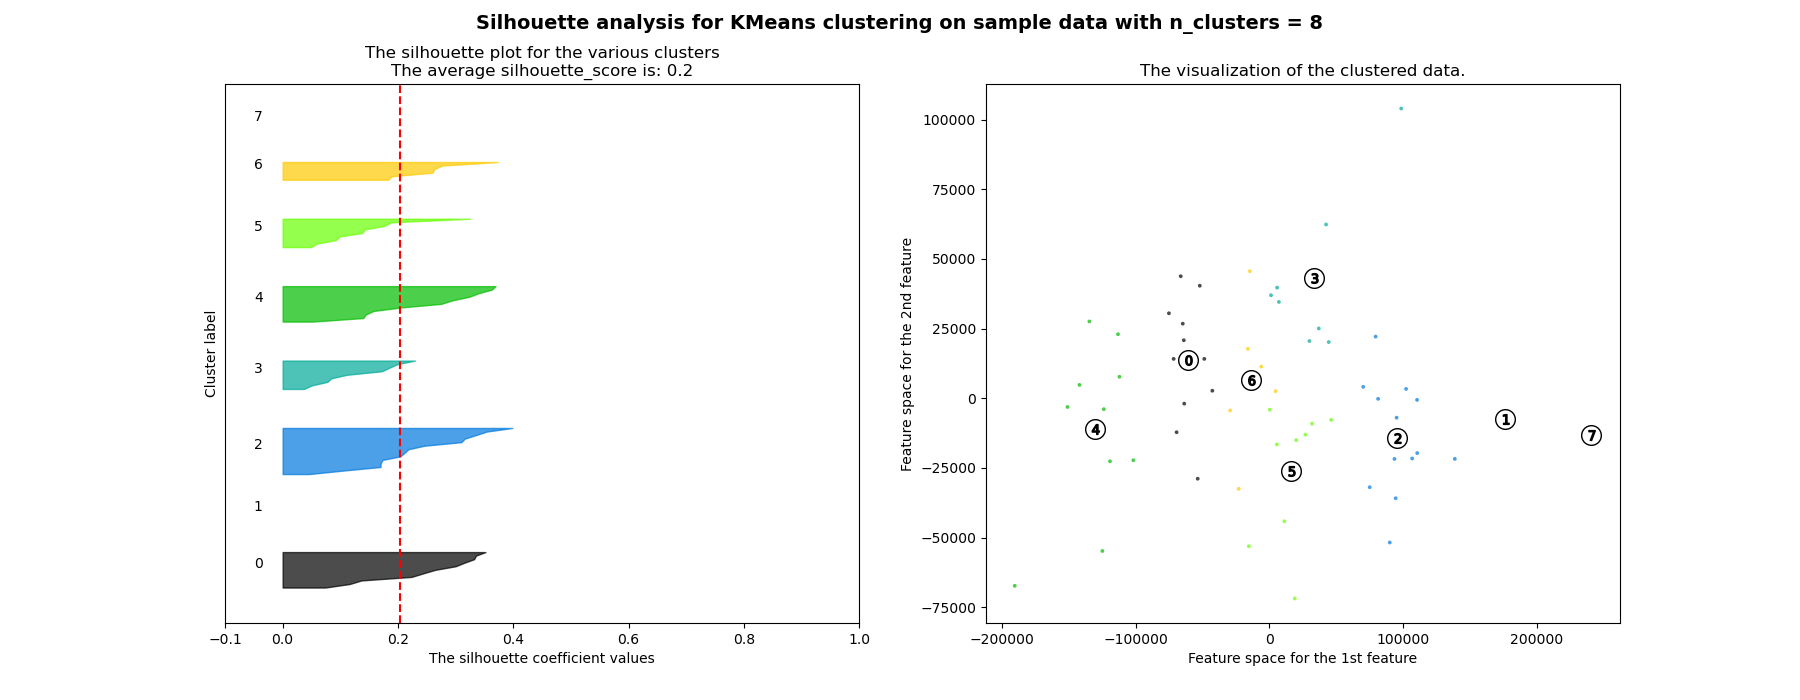 Silhouette analysis for KMeans clustering on sample data with n_clusters = 8
The silhouette plot for the various clusters
The average silhouette_score is: 0.2
7
6
5
4
3
2
1
0
Cluster label
−0.1 0.0 0.2 0.4 0.6 0.8 1.0
The silhouette coefficient values
The visualization of the clustered data.
100000
75000
50000
25000
0
−25000
−50000
−75000
Feature space for the 2nd feature
3
0
6
1
4
2
7
5
−200000 −100000 0 100000 200000
Feature space for the 1st feature